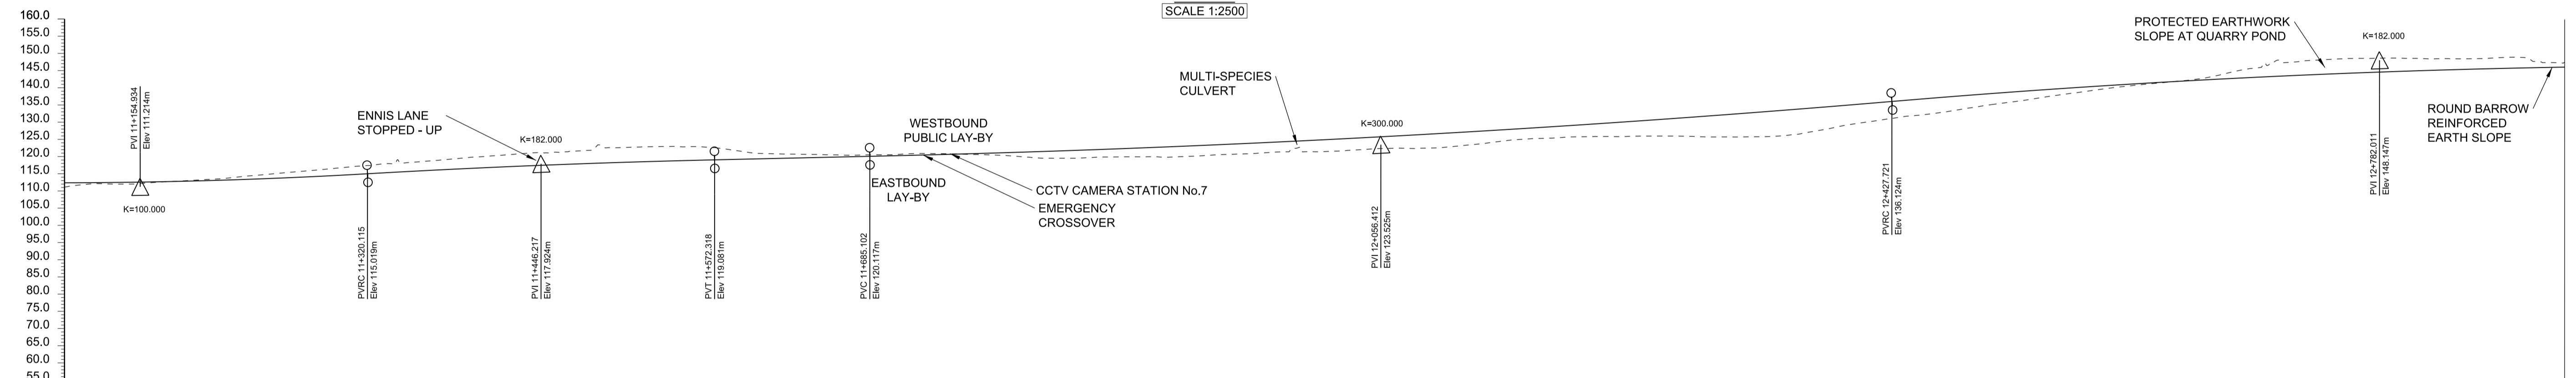 SCALE 1:2500
160.0
155.0
150.0
145.0
140.0
135.0
130.0
125.0
120.0
115.0
110.0
105.0
100.0
95.0
90.0
85.0
80.0
75.0
70.0
65.0
60.0
55.0
PVI 11+154.934
Elev 111.214m
K=100.000
PVRC 11+320.115
Elev 115.019m
ENNIS LANE
STOPPED - UP
K=182.000
PVI 11+446.217
Elev 117.924m
PVT 11+572.318
Elev 119.081m
PVC 11+685.102
Elev 120.117m
WESTBOUND
PUBLIC LAY-BY
EASTBOUND
LAY-BY
CCTV CAMERA STATION No.7
EMERGENCY
CROSSOVER
MULTI-SPECIES
CULVERT
K=300.000
PVI 12+056.412
Elev 123.525m
PVRC 12+427.721
Elev 136.124m
PROTECTED EARTHWORK
SLOPE AT QUARRY POND
K=182.000
PVI 12+782.011
Elev 148.147m
ROUND BARROW
REINFORCED
EARTH SLOPE